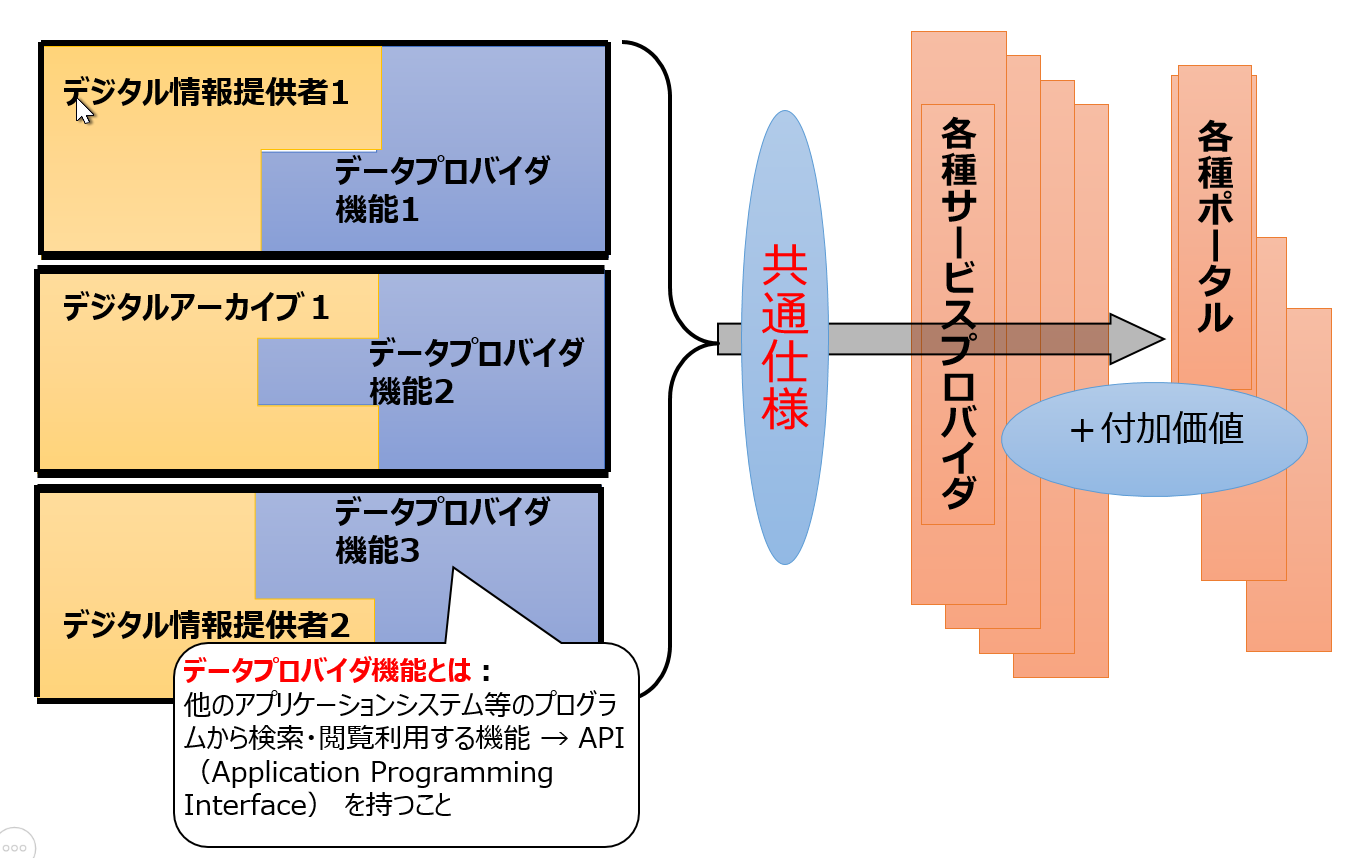 デジタル情報提供者1
データプロバイダ
機能1
デジタルアーカイブ 1
データプロバイダ
機能2
データプロバイダ
機能3
デジタル情報提供者2
データプロバイダ機能とは：
他のアプリケーションシステム等のプログラ
ムから検索・閲覧利用する機能 → API
（Application Programming
Interface） を持つこと
共通仕様
各種サービスプロバイダ
各種ポータル
＋付加価値